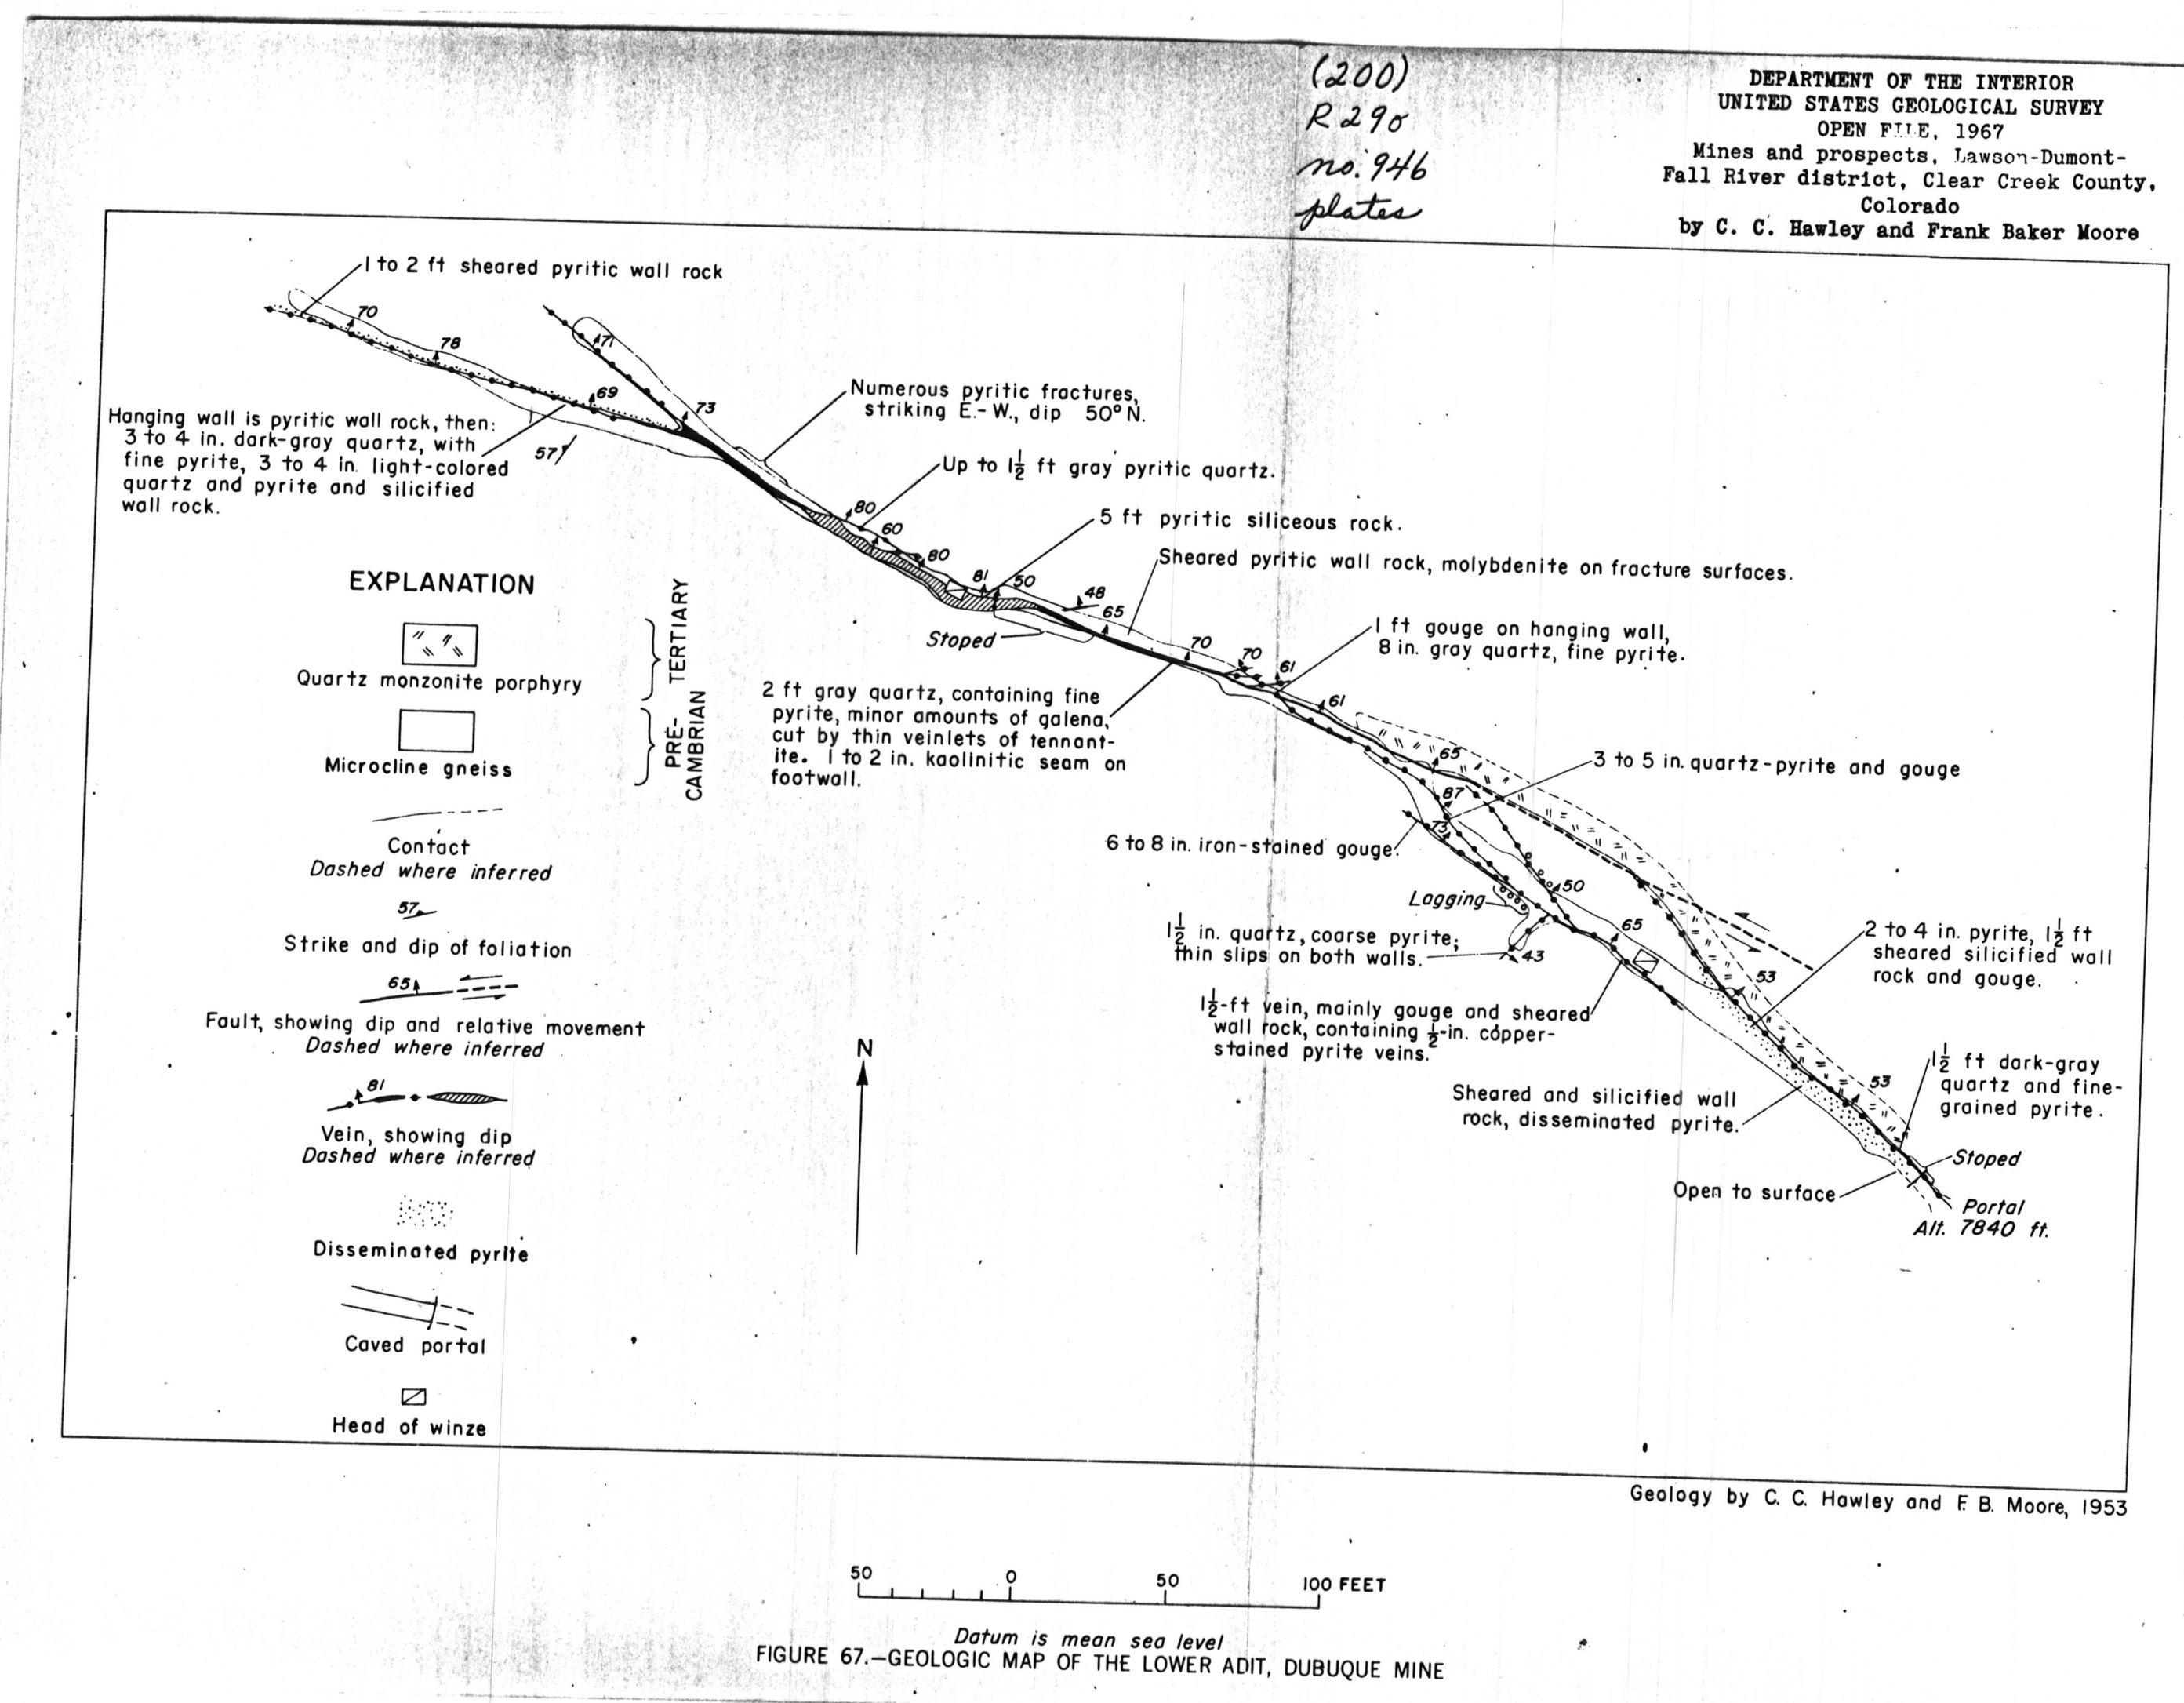 (200)
R290
no. 946
plates
DEPARTMENT OF THE INTERIOR
UNITED STATES GEOLOGICAL SURVEY
OPEN FILE, 1967
Mines and prospects, Lawson-Dumont-
Fall River district, Clear Creek County,
Colorado
by C. C. Hawley and Frank Baker Moore
1 to 2 ft sheared pyritic wall rock
70
78
71
69
73
57
Hanging wall is pyritic wall rock, then:
3 to 4 in. dark-gray quartz, with
fine pyrite, 3 to 4 in. light-colored
quartz and pyrite and silicified
wall rock.
Numerous pyritic fractures,
striking E.-W., dip 50° N.
Up to 1½ ft gray pyritic quartz.
80
60
80
5 ft pyritic siliceous rock.
81
50
48
65
Sheared pyritic wall rock, molybdenite on fracture surfaces.
Stoped
70
70
61
61
1 ft gouge on hanging wall,
8 in. gray quartz, fine pyrite.
2 ft gray quartz, containing fine
pyrite, minor amounts of galena,
cut by thin veinlets of tennant-
ite. 1 to 2 in. kaolinitic seam on
footwall.
65
87
73
3 to 5 in. quartz-pyrite and gouge
6 to 8 in. iron-stained gouge.
Lagging
50
65
43
1½ in. quartz, coarse pyrite;
thin slips on both walls.
53
2 to 4 in. pyrite, 1½ ft
sheared silicified wall
rock and gouge.
1½-ft vein, mainly gouge and sheared
wall rock, containing ½-in. copper-
stained pyrite veins.
53
1½ ft dark-gray
quartz and fine-
grained pyrite.
Sheared and silicified wall
rock, disseminated pyrite.
Stoped
Open to surface
Portal
Alt. 7840 ft.
EXPLANATION
Quartz monzonite porphyry
TERTIARY
Microcline gneiss
PRE-
CAMBRIAN
Contact
Dashed where inferred
57
Strike and dip of foliation
65
Fault, showing dip and relative movement
Dashed where inferred
81
Vein, showing dip
Dashed where inferred
Disseminated pyrite
Caved portal
Head of winze
N
Geology by C. C. Hawley and F. B. Moore, 1953
50 0 50 100 FEET
Datum is mean sea level
FIGURE 67.—GEOLOGIC MAP OF THE LOWER ADIT, DUBUQUE MINE